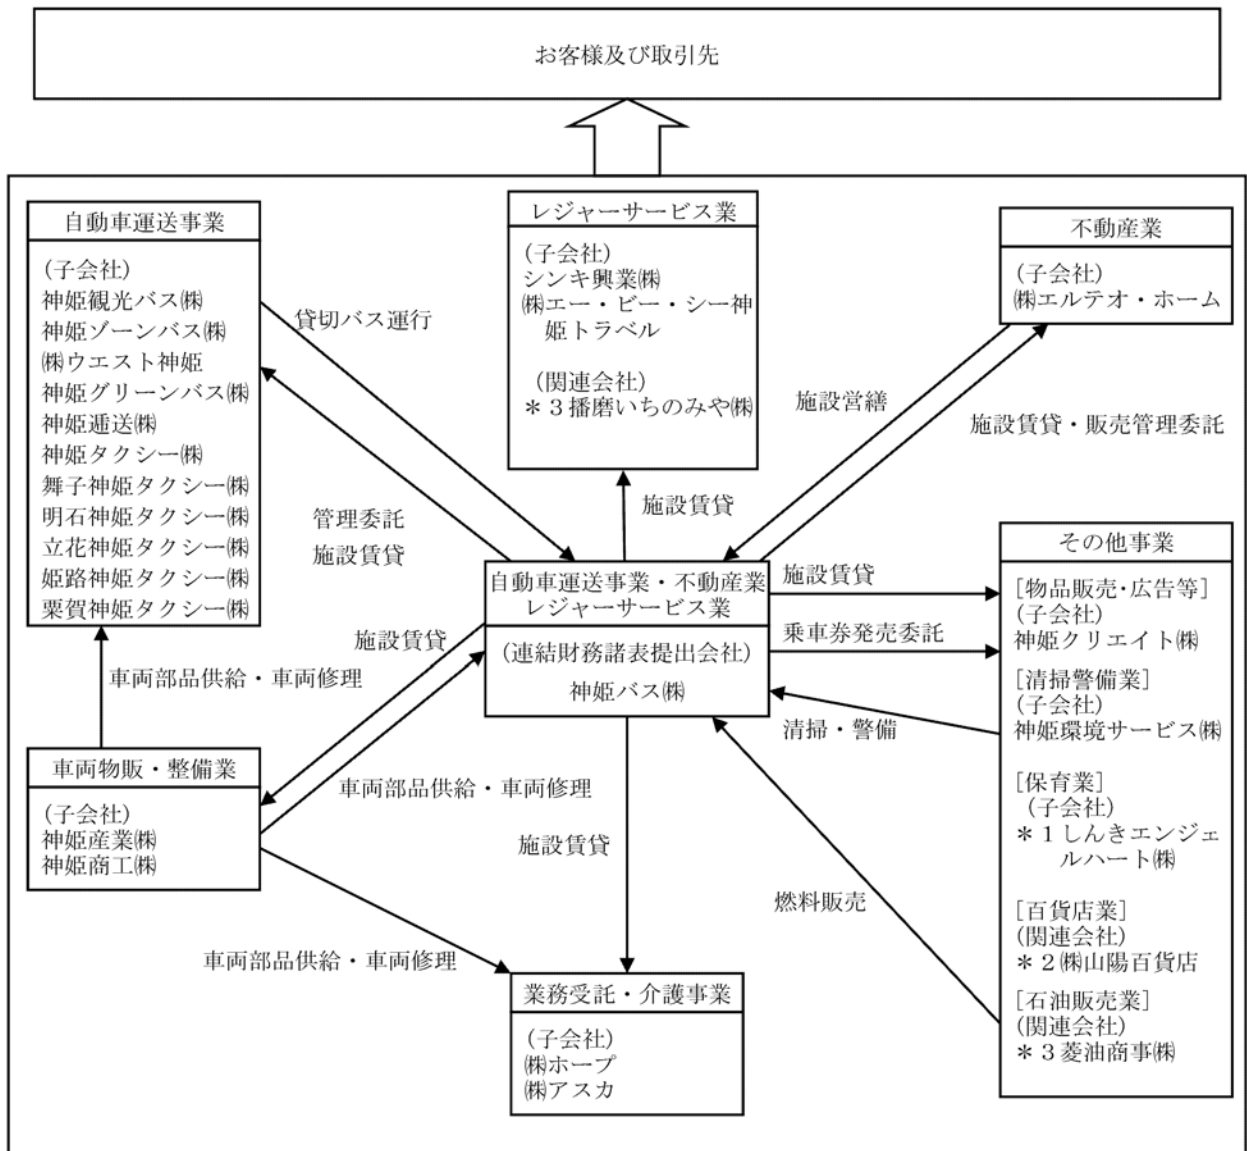 お客様及び取引先
自動車運送事業
(子会社)
神姫観光バス㈱
神姫ゾーンバス㈱
㈱ウエスト神姫
神姫グリーンバス㈱
神姫逓送㈱
神姫タクシー㈱
舞子神姫タクシー㈱
明石神姫タクシー㈱
立花神姫タクシー㈱
姫路神姫タクシー㈱
粟賀神姫タクシー㈱
レジャーサービス業
(子会社)
シンキ興業㈱
㈱エー・ビー・シー神
姫トラベル
(関連会社)
＊３播磨いちのみや㈱
不動産業
(子会社)
㈱エルテオ・ホーム
貸切バス運行
管理委託
施設賃貸
施設賃貸
施設営繕
施設賃貸・販売管理委託
自動車運送事業・不動産業
レジャーサービス業
(連結財務諸表提出会社)
神姫バス㈱
施設賃貸
乗車券発売委託
清掃・警備
燃料販売
その他事業
[物品販売・広告等]
(子会社)
神姫クリエイト㈱
[清掃警備業]
(子会社)
神姫環境サービス㈱
[保育業]
(子会社)
＊１しんきエンジェ
ルハート㈱
[百貨店業]
(関連会社)
＊２㈱山陽百貨店
[石油販売業]
(関連会社)
＊３菱油商事㈱
施設賃貸
車両部品供給・車両修理
車両部品供給・車両修理
車両物販・整備業
(子会社)
神姫産業㈱
神姫商工㈱
施設賃貸
車両部品供給・車両修理
業務受託・介護事業
(子会社)
㈱ホープ
㈱アスカ